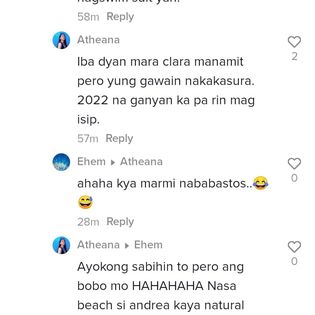 58m Reply
Atheana
Iba dyan mara clara manamit
pero yung gawain nakakasura.
2022 na ganyan ka pa rin mag
isip.
2
57m Reply
Ehem ▸ Atheana
ahaha kya marmi nababastos..😂
😅
0
28m Reply
Atheana ▸ Ehem
Ayokong sabihin to pero ang
bobo mo HAHAHAHA Nasa
beach si andrea kaya natural
0